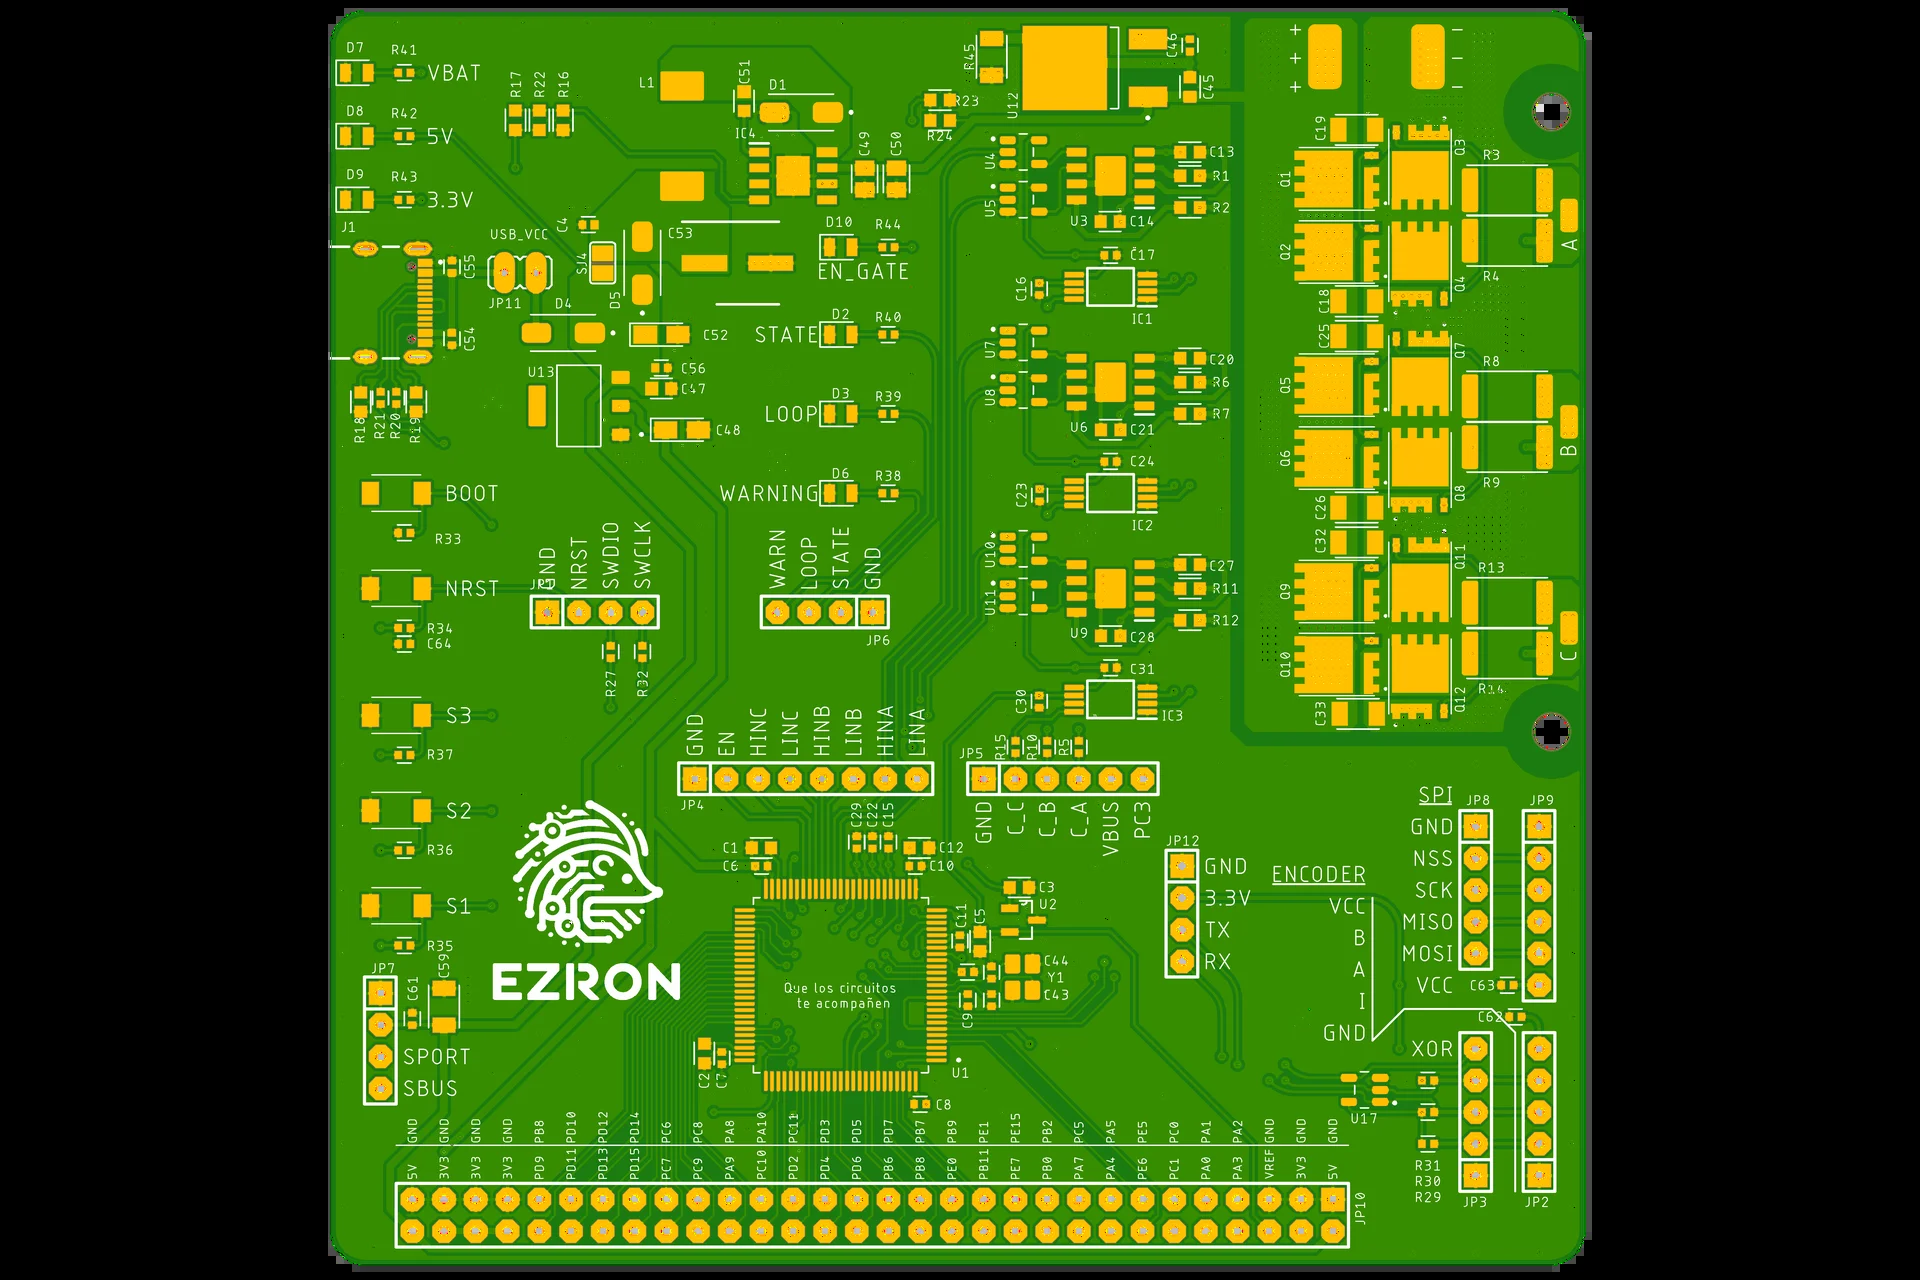 D7
R41
VBAT
D8
R42
5V
D9
R43
3.3V
J1
R17
R22
R16
L1
C51
D1
IC4
C49
C50
R23
R24
R45
U12
C46
C45
+
+
+
−
−
−
USB_VCC
JP11
C55
C54
C4
SJ4
C53
D5
D4
C52
D10
R44
EN_GATE
D2
R40
STATE
D3
R39
LOOP
D6
R38
WARNING
U13
C56
C47
C48
R18
R21
R20
R19
U4
U5
U3
C13
R1
R2
C14
C17
C16
IC1
U7
U8
U6
C20
R6
R7
C21
C24
C23
IC2
U10
U11
U9
C27
R11
R12
C28
C31
C30
IC3
C19
Q1
Q2
Q3
Q4
R3
R4
A
C18
C25
Q5
Q6
Q7
Q8
R8
R9
B
C26
C32
Q9
Q10
Q11
Q12
R13
R14
C
C33
BOOT
R33
NRST
R34
C64
S3
R37
S2
R36
S1
R35
GND
NRST
SWDIO
SWCLK
R27
R32
WARN
LOOP
STATE
GND
JP6
GND
EN
HINC
LINC
HINB
LINB
HINA
LINA
JP4
R15
R10
R5
JP5
GND
C_C
C_B
C_A
VBUS
PC3
C29
C22
C15
C1
C6
C12
C10
EZRON
Que los circuitos
te acompañen
C11
C5
C3
U2
C44
Y1
C43
C9
U1
C2
C7
C8
JP12
GND
3.3V
TX
RX
ENCODER
VCC
B
A
I
GND
SPI
JP8
JP9
GND
NSS
SCK
MISO
MOSI
VCC
C63
C62
XOR
U17
R31
R30
R29
JP3
JP2
JP7
C61
C59
SPORT
SBUS
GND GND GND GND PB8 PD10 PD12 PD14 PC6 PC8 PA8 PA10 PC11 PD3 PD5 PD7 PB7 PB9 PE1 PE15 PB2 PC5 PA5 PE5 PC0 PA1 PA2 GND GND GND
5V 3V3 3V3 3V3 PD9 PD11 PD13 PD15 PC7 PC9 PA9 PC10 PD2 PD4 PD6 PB6 PB8 PE0 PB11 PE7 PB0 PA7 PA4 PE6 PC1 PA0 PA3 VREF 3V3 5V
JP10